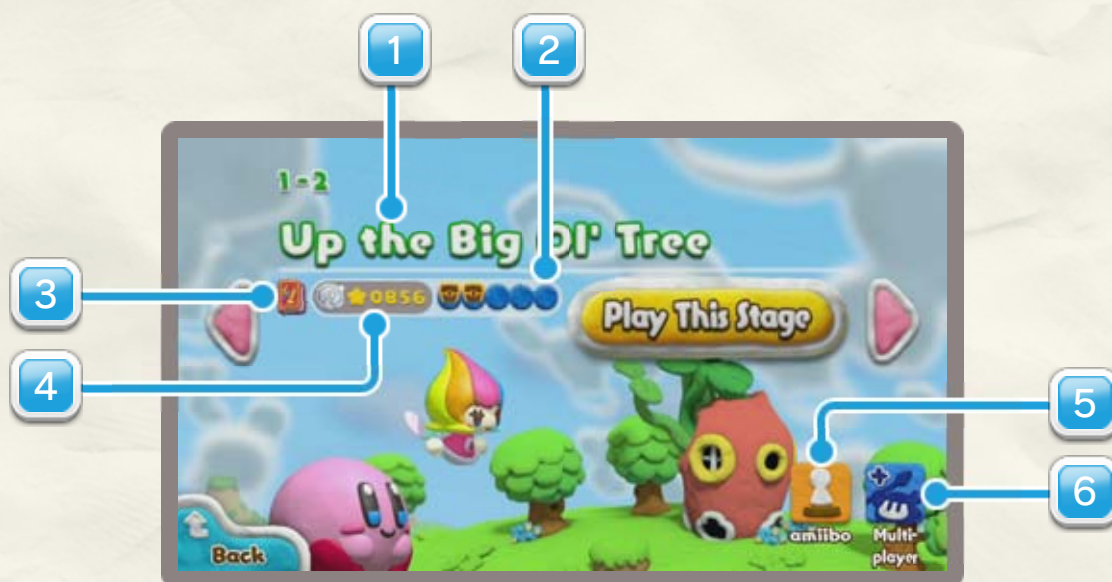 1
2
1-2
Up the Big Ol' Tree
3
0856
Play This Stage
4
5
6
amiibo
Multi-
player
Back